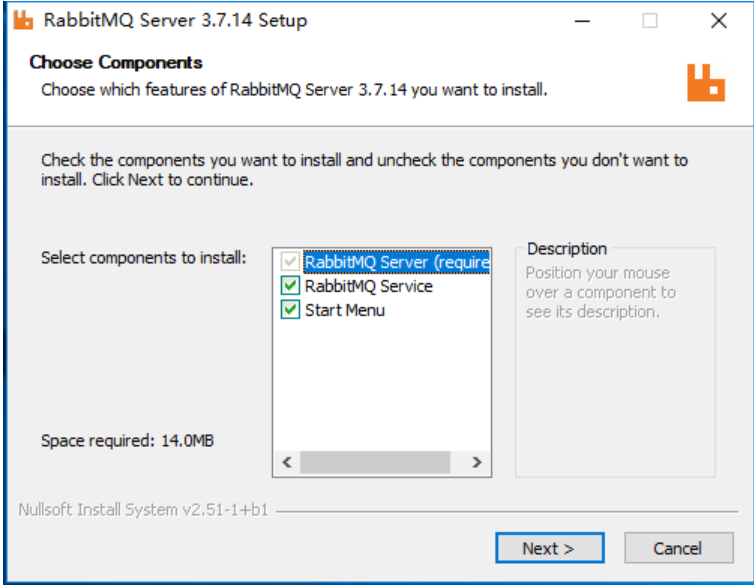 RabbitMQ Server 3.7.14 Setup
Choose Components
Choose which features of RabbitMQ Server 3.7.14 you want to install.
Check the components you want to install and uncheck the components you don't want to
install. Click Next to continue.
Select components to install:
RabbitMQ Server (require
RabbitMQ Service
Start Menu
Description
Position your mouse
over a component to
see its description.
Space required: 14.0MB
Nullsoft Install System v2.51-1+b1
Next >
Cancel